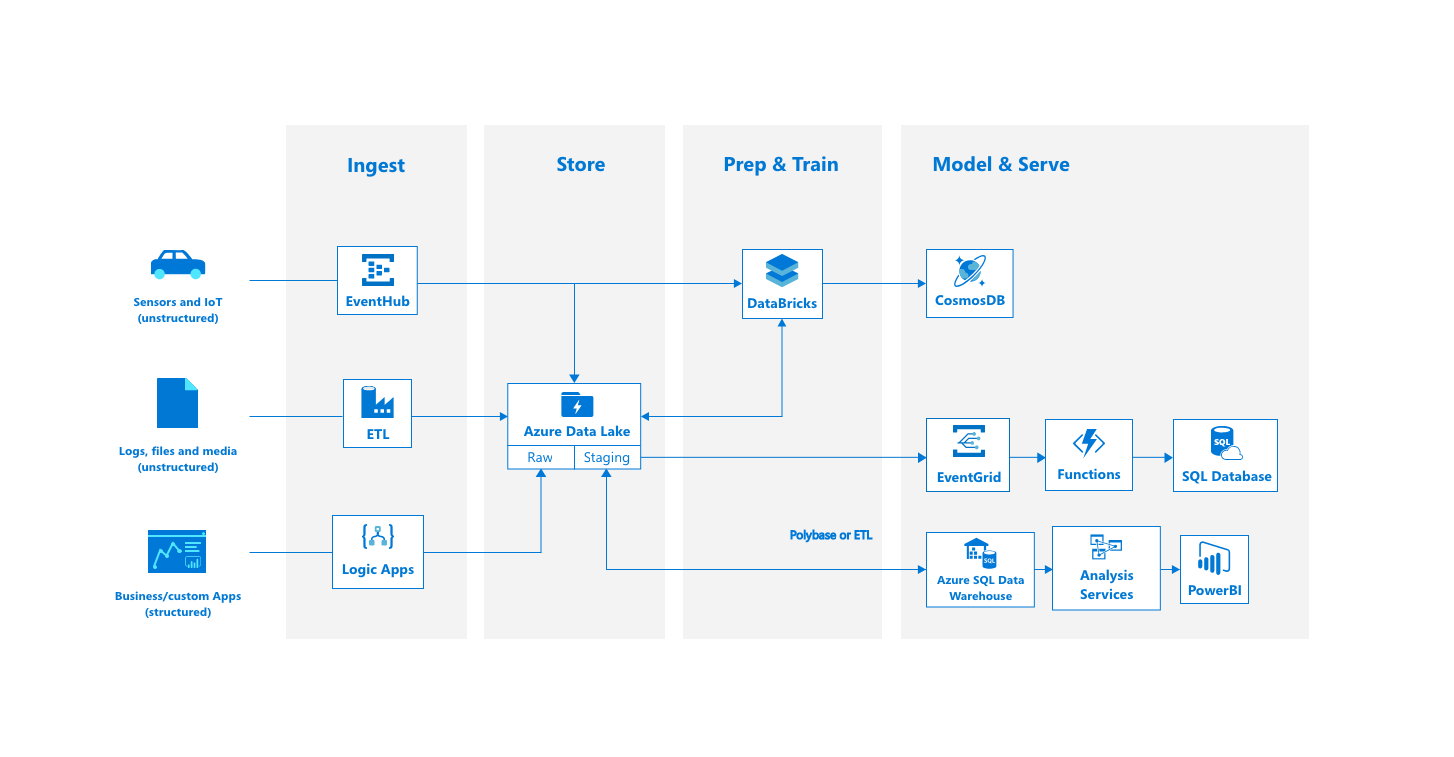 Ingest
Store
Prep & Train
Model & Serve
Sensors and IoT
(unstructured)
EventHub
DataBricks
CosmosDB
Logs, files and media
(unstructured)
ETL
Azure Data Lake
Raw
Staging
EventGrid
Functions
SQL
SQL Database
Business/custom Apps
(structured)
Logic Apps
Polybase or ETL
SQL
Azure SQL Data
Warehouse
Analysis
Services
PowerBI